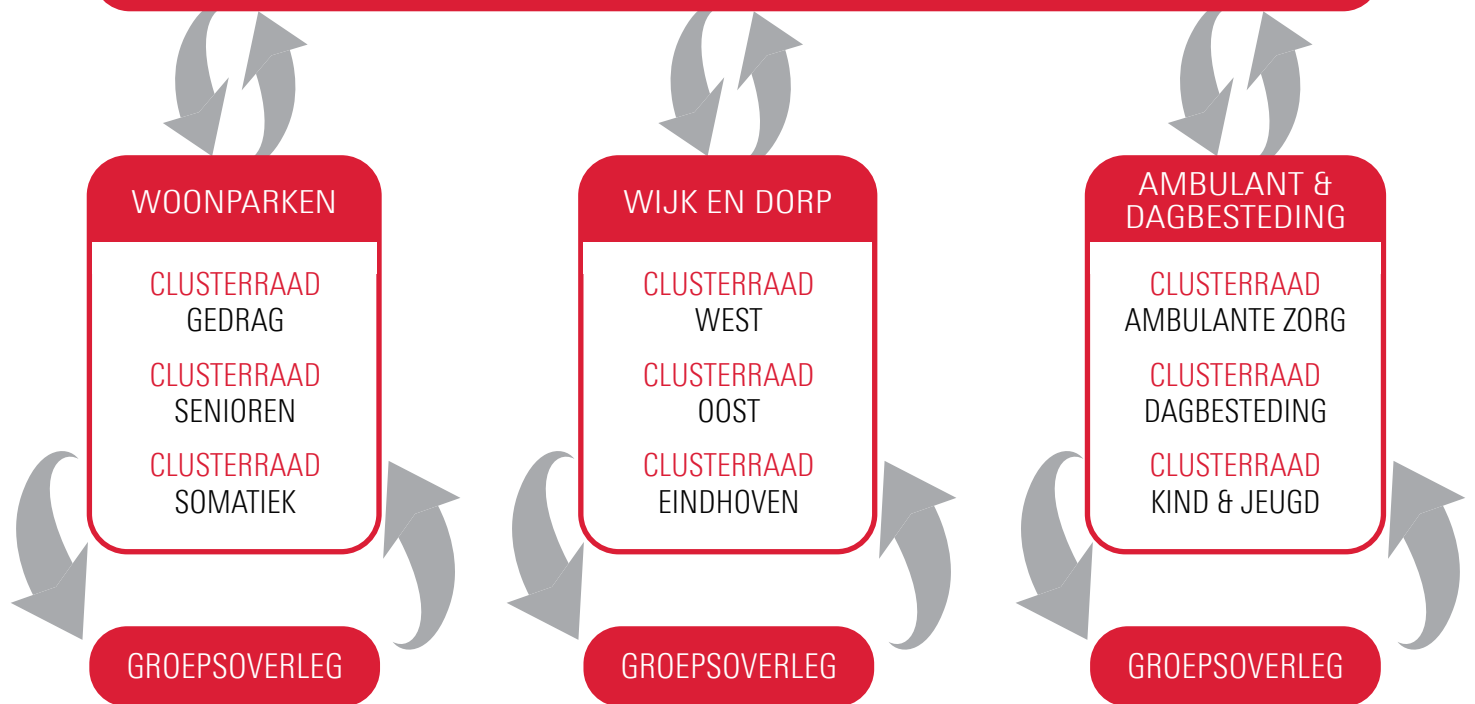 WOONPARKEN
CLUSTERRAAD
GEDRAG
CLUSTERRAAD
SENIOREN
CLUSTERRAAD
SOMATIEK
GROEPSOVERLEG
WIJK EN DORP
CLUSTERRAAD
WEST
CLUSTERRAAD
OOST
CLUSTERRAAD
EINDHOVEN
GROEPSOVERLEG
AMBULANT &
DAGBESTEDING
CLUSTERRAAD
AMBULANTE ZORG
CLUSTERRAAD
DAGBESTEDING
CLUSTERRAAD
KIND & JEUGD
GROEPSOVERLEG